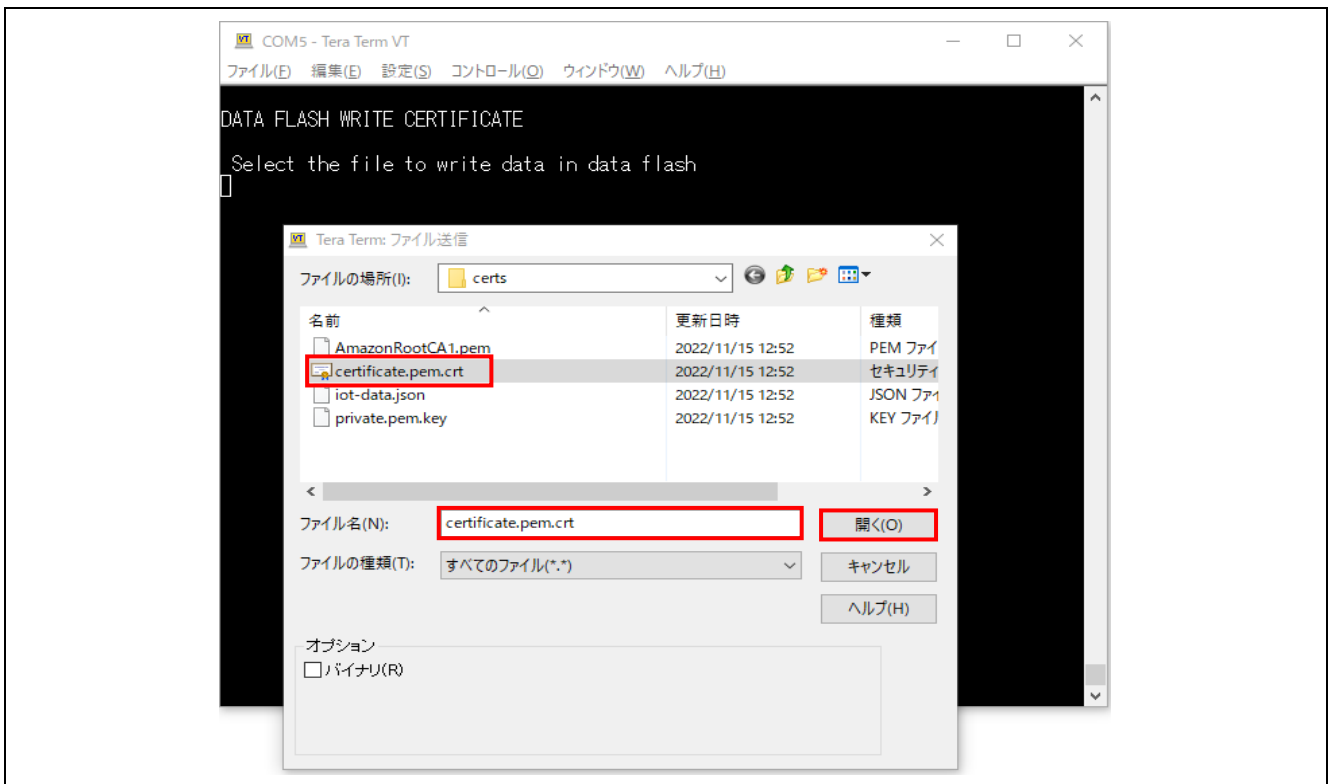 COM5 - Tera Term VT
ファイル(F) 編集(E) 設定(S) コントロール(O) ウィンドウ(W) ヘルプ(H)
DATA FLASH WRITE CERTIFICATE
Select the file to write data in data flash
Tera Term: ファイル送信
ファイルの場所(I): certs
名前 更新日時 種類
AmazonRootCA1.pem 2022/11/15 12:52 PEM ファイ
certificate.pem.crt 2022/11/15 12:52 セキュリティ
iot-data.json 2022/11/15 12:52 JSON ファイ
private.pem.key 2022/11/15 12:52 KEY ファイル
ファイル名(N): certificate.pem.crt 開く(O)
ファイルの種類(T): すべてのファイル(*.*) キャンセル
ヘルプ(H)
オプション
バイナリ(R)